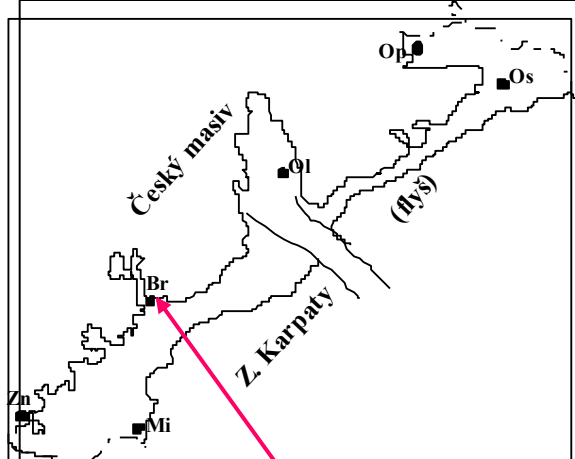 Op
Os
Český masiv
Ol
(flyš)
Br
Z. Karpaty
Zn
Mi